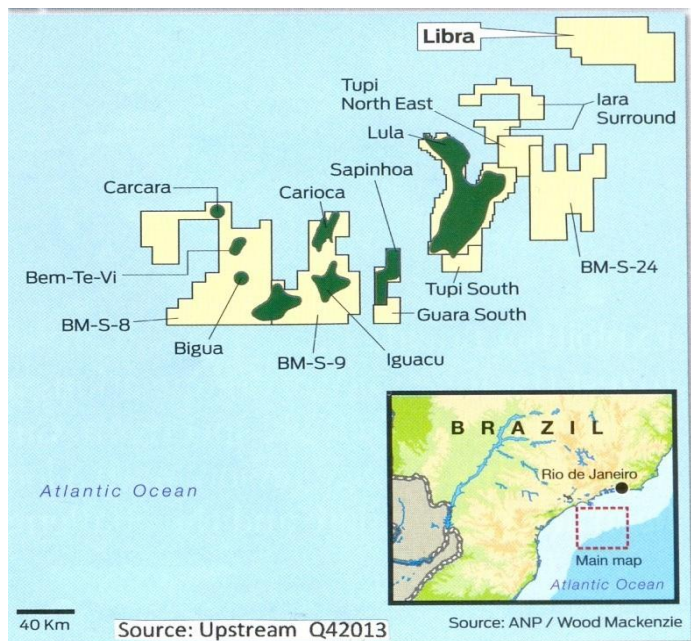 Libra
Tupi
North East
Iara
Surround
Lula
Sapinhoa
Carcara
Carioca
Bem-Te-Vi
BM-S-24
Tupi South
BM-S-8
Guara South
Bigua
BM-S-9
Iguacu
BRAZIL
Rio de Janeiro
Atlantic Ocean
Main map
Atlantic Ocean
40 Km
Source: Upstream Q42013
Source: ANP / Wood Mackenzie